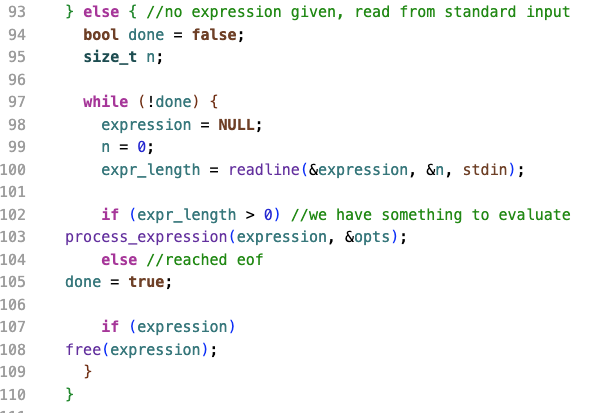 93 } else { //no expression given, read from standard input
94 bool done = false;
95 size_t n;
96
97 while (!done) {
98 expression = NULL;
99 n = 0;
100 expr_length = readline(&expression, &n, stdin);
101
102 if (expr_length > 0) //we have something to evaluate
103 process_expression(expression, &opts);
104 else //reached eof
105 done = true;
106
107 if (expression)
108 free(expression);
109 }
110 }